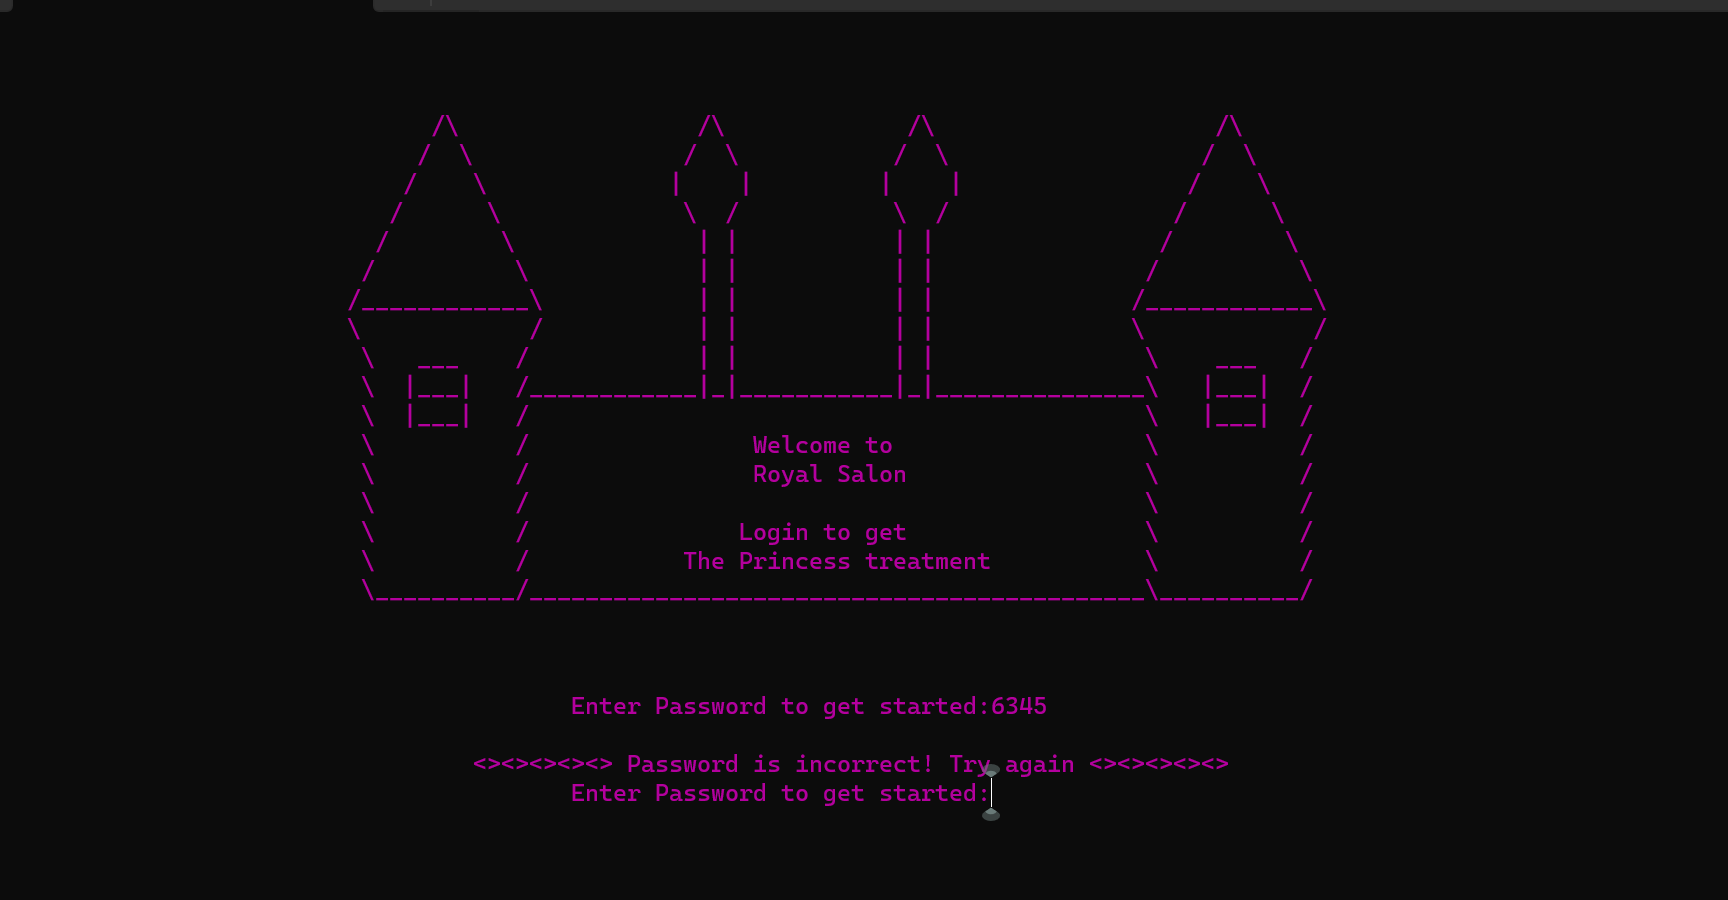 Welcome to
Royal Salon
Login to get
The Princess treatment
Enter Password to get started:6345
<><><><><> Password is incorrect! Try again <><><><><>
Enter Password to get started: